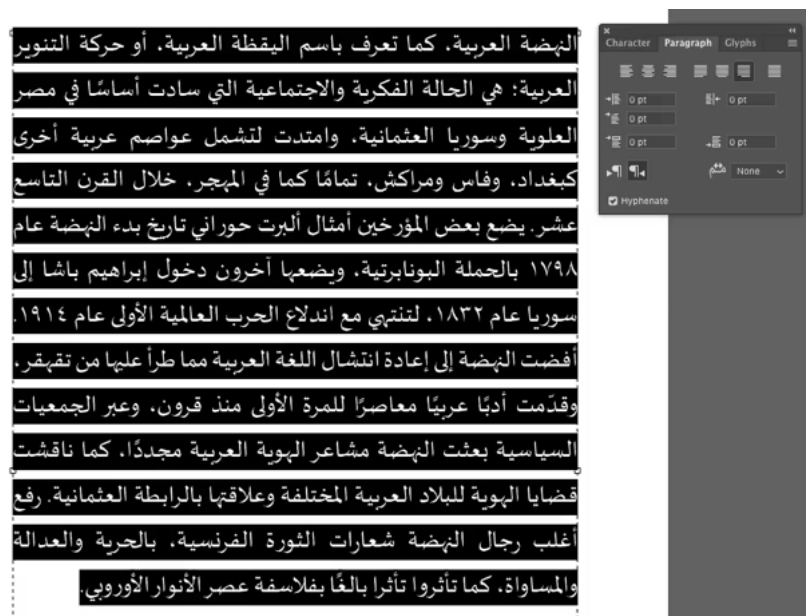 النهضة العربية، كما تعرف باسم اليقظة العربية، أو حركة التنوير
العربية؛ هي الحالة الفكرية والاجتماعية التي سادت أساسًا في مصر
العلوية وسوريا العثمانية، وامتدت لتشمل عواصم عربية أخرى
كبغداد، وفاس ومراكش، تمامًا كما في المهجر، خلال القرن التاسع
عشر. يضع بعض المؤرخين أمثال ألبرت حوراني تاريخ بدء النهضة عام
١٧٩٨ بالحملة البونابرتية، ويضعها آخرون دخول إبراهيم باشا إلى
سوريا عام ١٨٣٢، لتنتهي مع اندلاع الحرب العالمية الأولى عام ١٩١٤.
أفضت النهضة إلى إعادة انتشال اللغة العربية مما طرأ عليها من تقهقر،
وقدّمت أدبًا عربيًا معاصرًا للمرة الأولى منذ قرون، وعبر الجمعيات
السياسية بعثت النهضة مشاعر الهوية العربية مجددًا، كما ناقشت
قضايا الهوية للبلاد العربية المختلفة وعلاقتها بالرابطة العثمانية. رفع
أغلب رجال النهضة شعارات الثورة الفرنسية، بالحرية والعدالة
والمساواة، كما تأثروا تأثرا بالغًا بفلاسفة عصر الأنوار الأوروبي.
Character Paragraph Glyphs
0 pt 0 pt
0 pt
0 pt 0 pt
None
Hyphenate